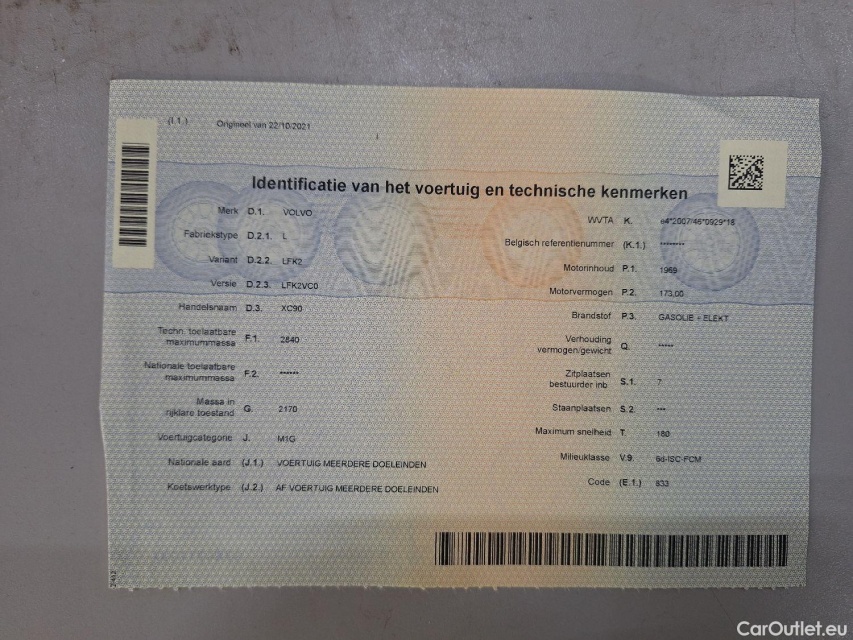 (I.1.) Origineel van 22/10/2021
Identificatie van het voertuig en technische kenmerken
Merk D.1. VOLVO
Fabriekstype D.2.1. L
Variant D.2.2. LFK2
Versie D.2.3. LFK2VC0
Handelsnaam D.3. XC90
Techn. toelaatbare
maximummassa F.1. 2840
Nationale toelaatbare
maximummassa F.2. ------
Massa in
rijklare toestand G. 2170
Voertuigcategorie J. M1G
Nationale aard (J.1.) VOERTUIG MEERDERE DOELEINDEN
Koetswerktype (J.2.) AF VOERTUIG MEERDERE DOELEINDEN
WVTA K. e4*2007/46*0929*18
Belgisch referentienummer (K.1.) --------
Motorinhoud P.1. 1969
Motorvermogen P.2. 173,00
Brandstof P.3. GASOLIE + ELEKT
Verhouding
vermogen/gewicht Q. -----
Zitplaatsen
bestuurder inb. S.1. 7
Staanplaatsen S.2. ---
Maximum snelheid T. 180
Milieuklasse V.9. 6d-ISC-FCM
Code (E.1.) 833
CarOutlet.eu